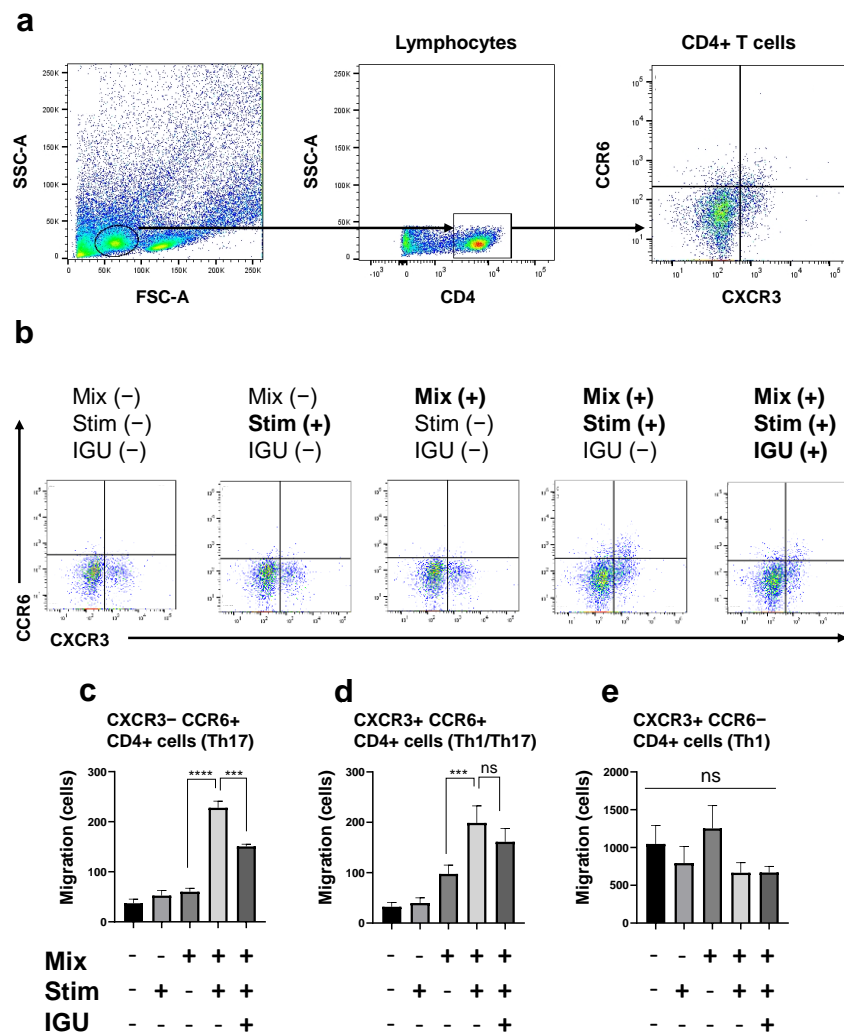 a
Lymphocytes
CD4+ T cells
SSC-A
250K
200K
150K
100K
50K
0
0 50K 100K 150K 200K 250K
FSC-A
SSC-A
250K
200K
150K
100K
50K
0
-10³ 0 10³ 10⁴ 10⁵
CD4
CCR6
10⁵
10⁴
10³
10²
10¹
10¹ 10² 10³ 10⁴ 10⁵
CXCR3
b
Mix (−) Mix (−) Mix (+) Mix (+) Mix (+)
Stim (−) Stim (+) Stim (−) Stim (+) Stim (+)
IGU (−) IGU (−) IGU (−) IGU (−) IGU (+)
CCR6
CXCR3
c
CXCR3− CCR6+
CD4+ cells (Th17)
Migration (cells)
300
200
100
0
**** ***
d
CXCR3+ CCR6+
CD4+ cells (Th1/Th17)
Migration (cells)
300
200
100
0
*** ns
e
CXCR3+ CCR6−
CD4+ cells (Th1)
Migration (cells)
2000
1500
1000
500
0
ns
Mix - - + + + - - + + + - - + + +
Stim - + - + + - + - + + - + - + +
IGU - - - - + - - - - + - - - - +